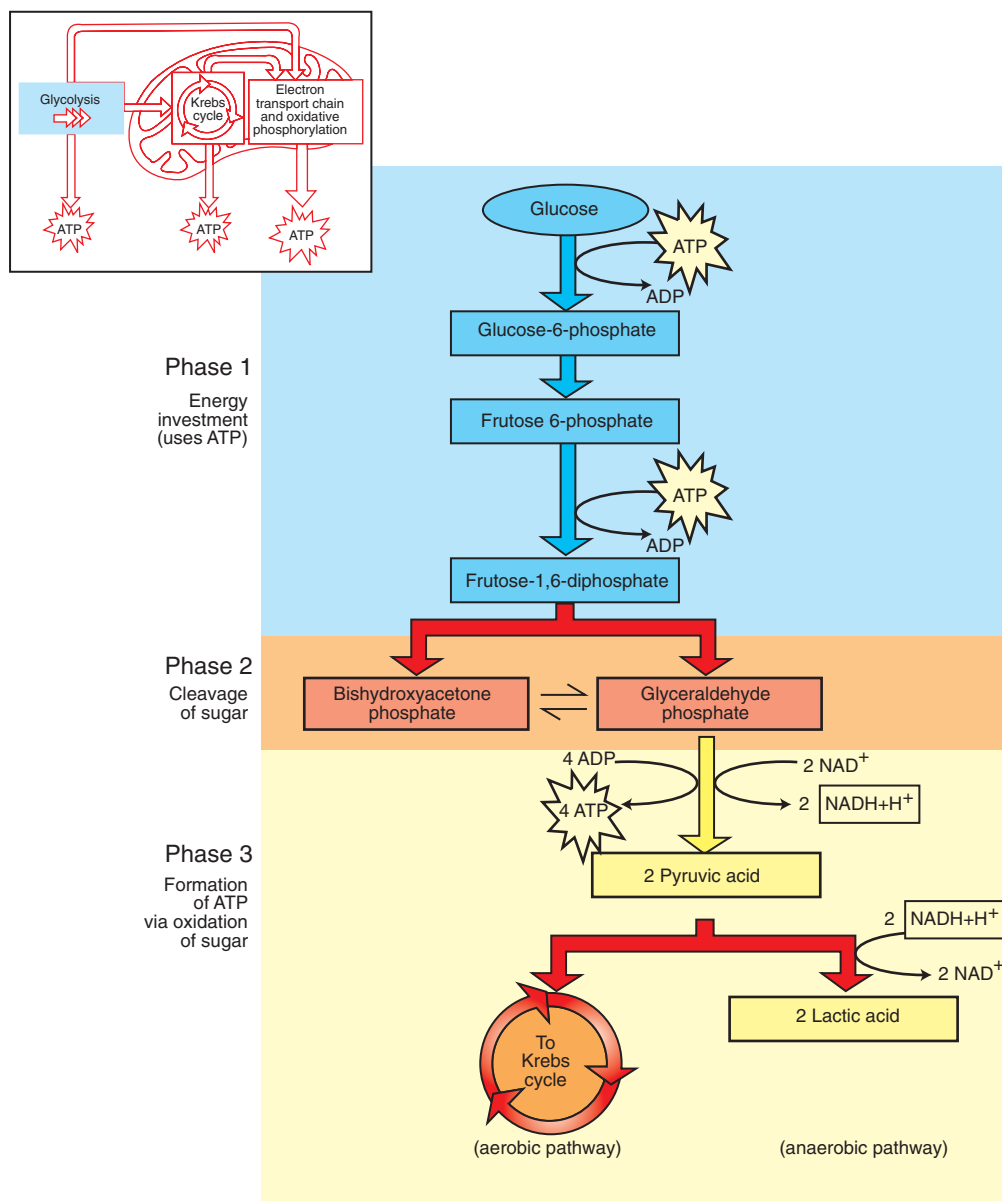 Glycolysis
Krebs
cycle
Electron
transport chain
and oxidative
phosphorylation
ATP
ATP
ATP
Glucose
ATP
ADP
Glucose-6-phosphate
Phase 1
Energy
investment
(uses ATP)
Frutose 6-phosphate
ATP
ADP
Frutose-1,6-diphosphate
Phase 2
Cleavage
of sugar
Bishydroxyacetone
phosphate
Glyceraldehyde
phosphate
4 ADP
2 NAD+
4 ATP
2 NADH+H+
Phase 3
Formation
of ATP
via oxidation
of sugar
2 Pyruvic acid
2 NADH+H+
2 NAD+
2 Lactic acid
To
Krebs
cycle
(aerobic pathway)
(anaerobic pathway)